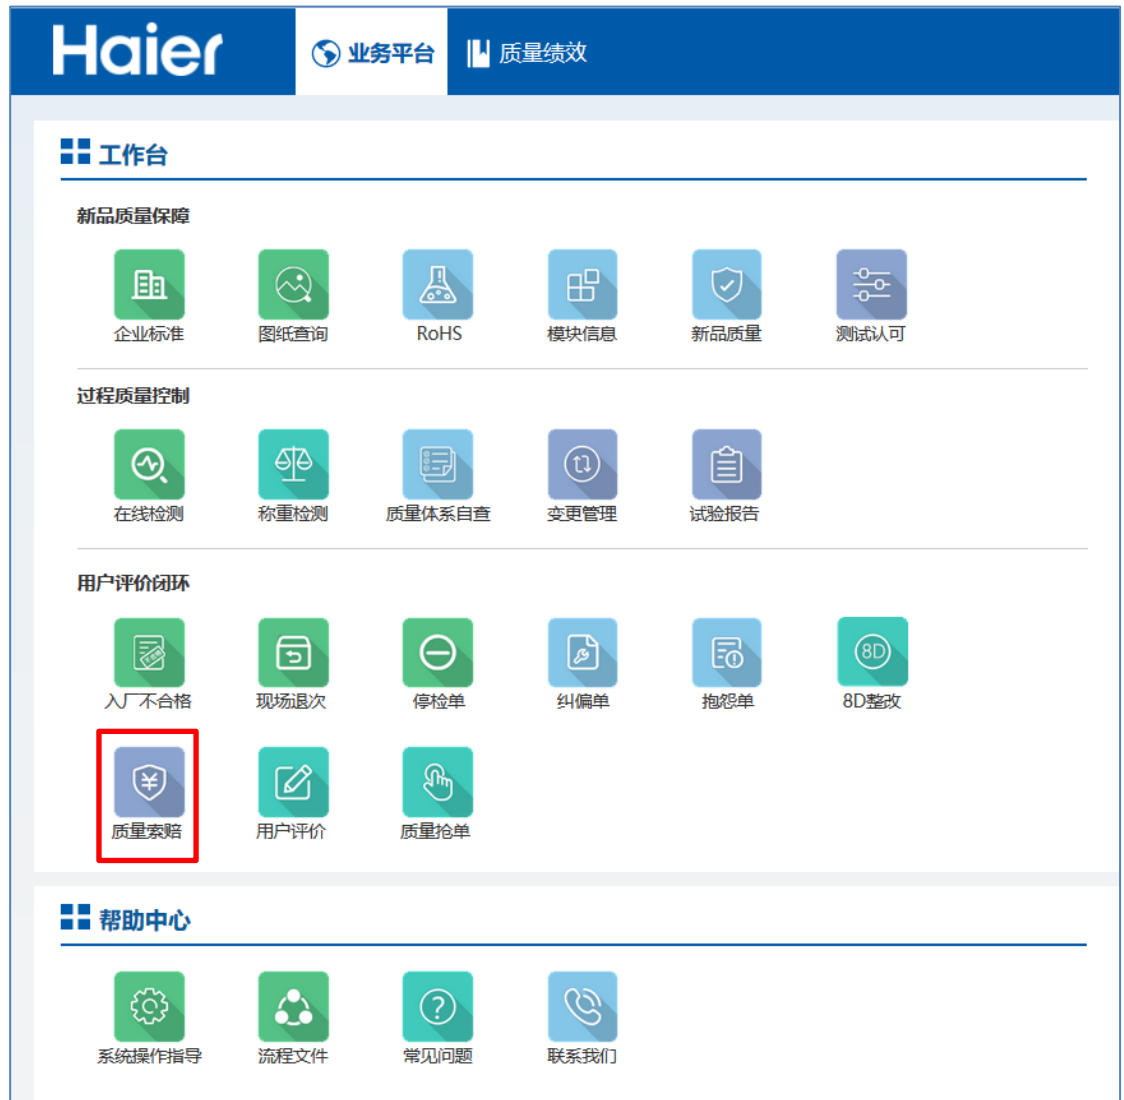 Haier
业务平台
质量绩效
工作台
新品质量保障
企业标准 图纸查询 RoHS 模块信息 新品质量 测试认可
过程质量控制
在线检测 称重检测 质量体系自查 变更管理 试验报告
用户评价闭环
8D
入厂不合格 现场退次 停检单 纠偏单 抱怨单 8D整改
¥
质量索赔 用户评价 质量抢单
帮助中心
?
系统操作指导 流程文件 常见问题 联系我们